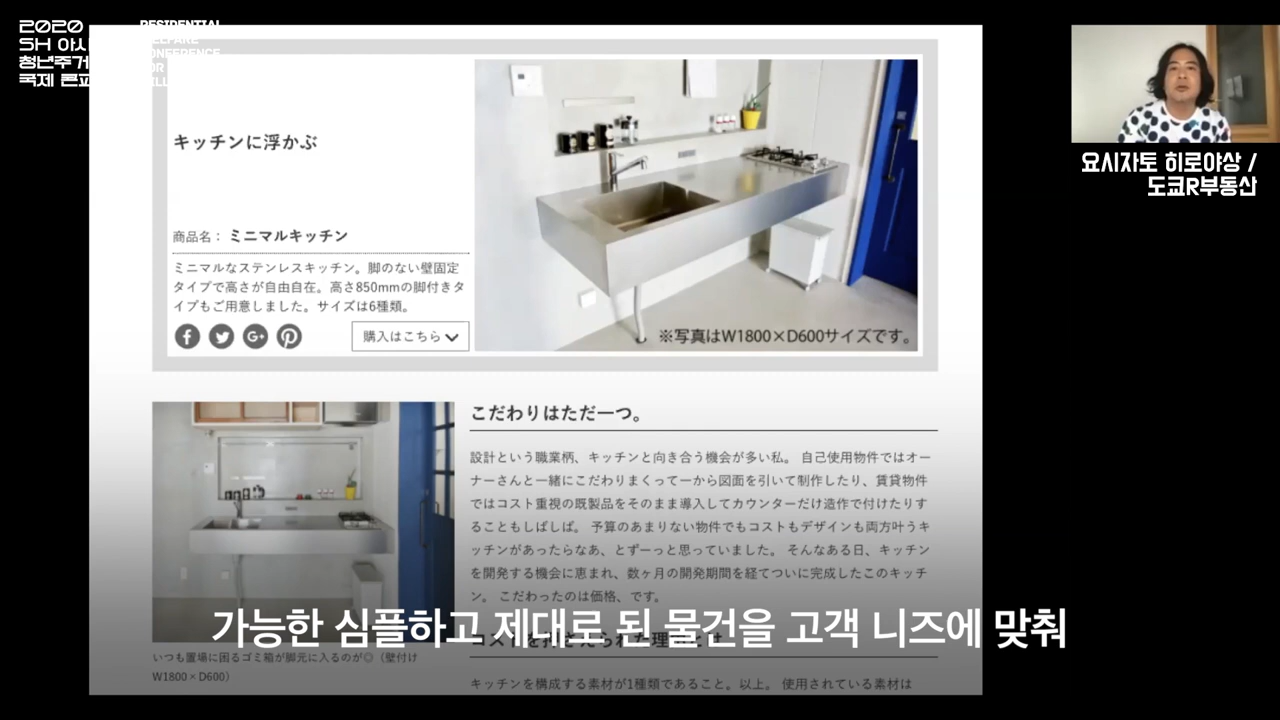 2020
SH 아시
청년주거
국제 콘퍼
RESIDENTIAL
ELFARE
ONFERENCE
OR
ILL
요시자토 히로야상 /
도쿄R부동산
キッチンに浮かぶ
商品名： ミニマルキッチン
ミニマルなステンレスキッチン。脚のない壁固定
タイプで高さが自由自在。高さ850mmの脚付きタ
イプもご用意しました。サイズは6種類。
購入はこちら
※写真はW1800×D600サイズです。
こだわりはただ一つ。
設計という職業柄、キッチンと向き合う機会が多い私。 自己使用物件ではオー
ナーさんと一緒にこだわりまくって一から図面を引いて制作したり、賃貸物件
ではコスト重視の既製品をそのまま導入してカウンターだけ造作で付けたりす
ることもしばしば。 予算のあまりない物件でもコストもデザインも両方叶うキ
ッチンがあったらなあ、とずーっと思っていました。 そんなある日、キッチン
を開発する機会に恵まれ、数ヶ月の開発期間を経てついに完成したこのキッチ
ン。 こだわったのは価格、です。
コストを抑えられた理由とは
キッチンを構成する素材が1種類であること。以上。 使用されている素材は
いつも置場に困るゴミ箱が脚元に入るのが◎（壁付け
W1800×D600）
가능한 심플하고 제대로 된 물건을 고객 니즈에 맞춰